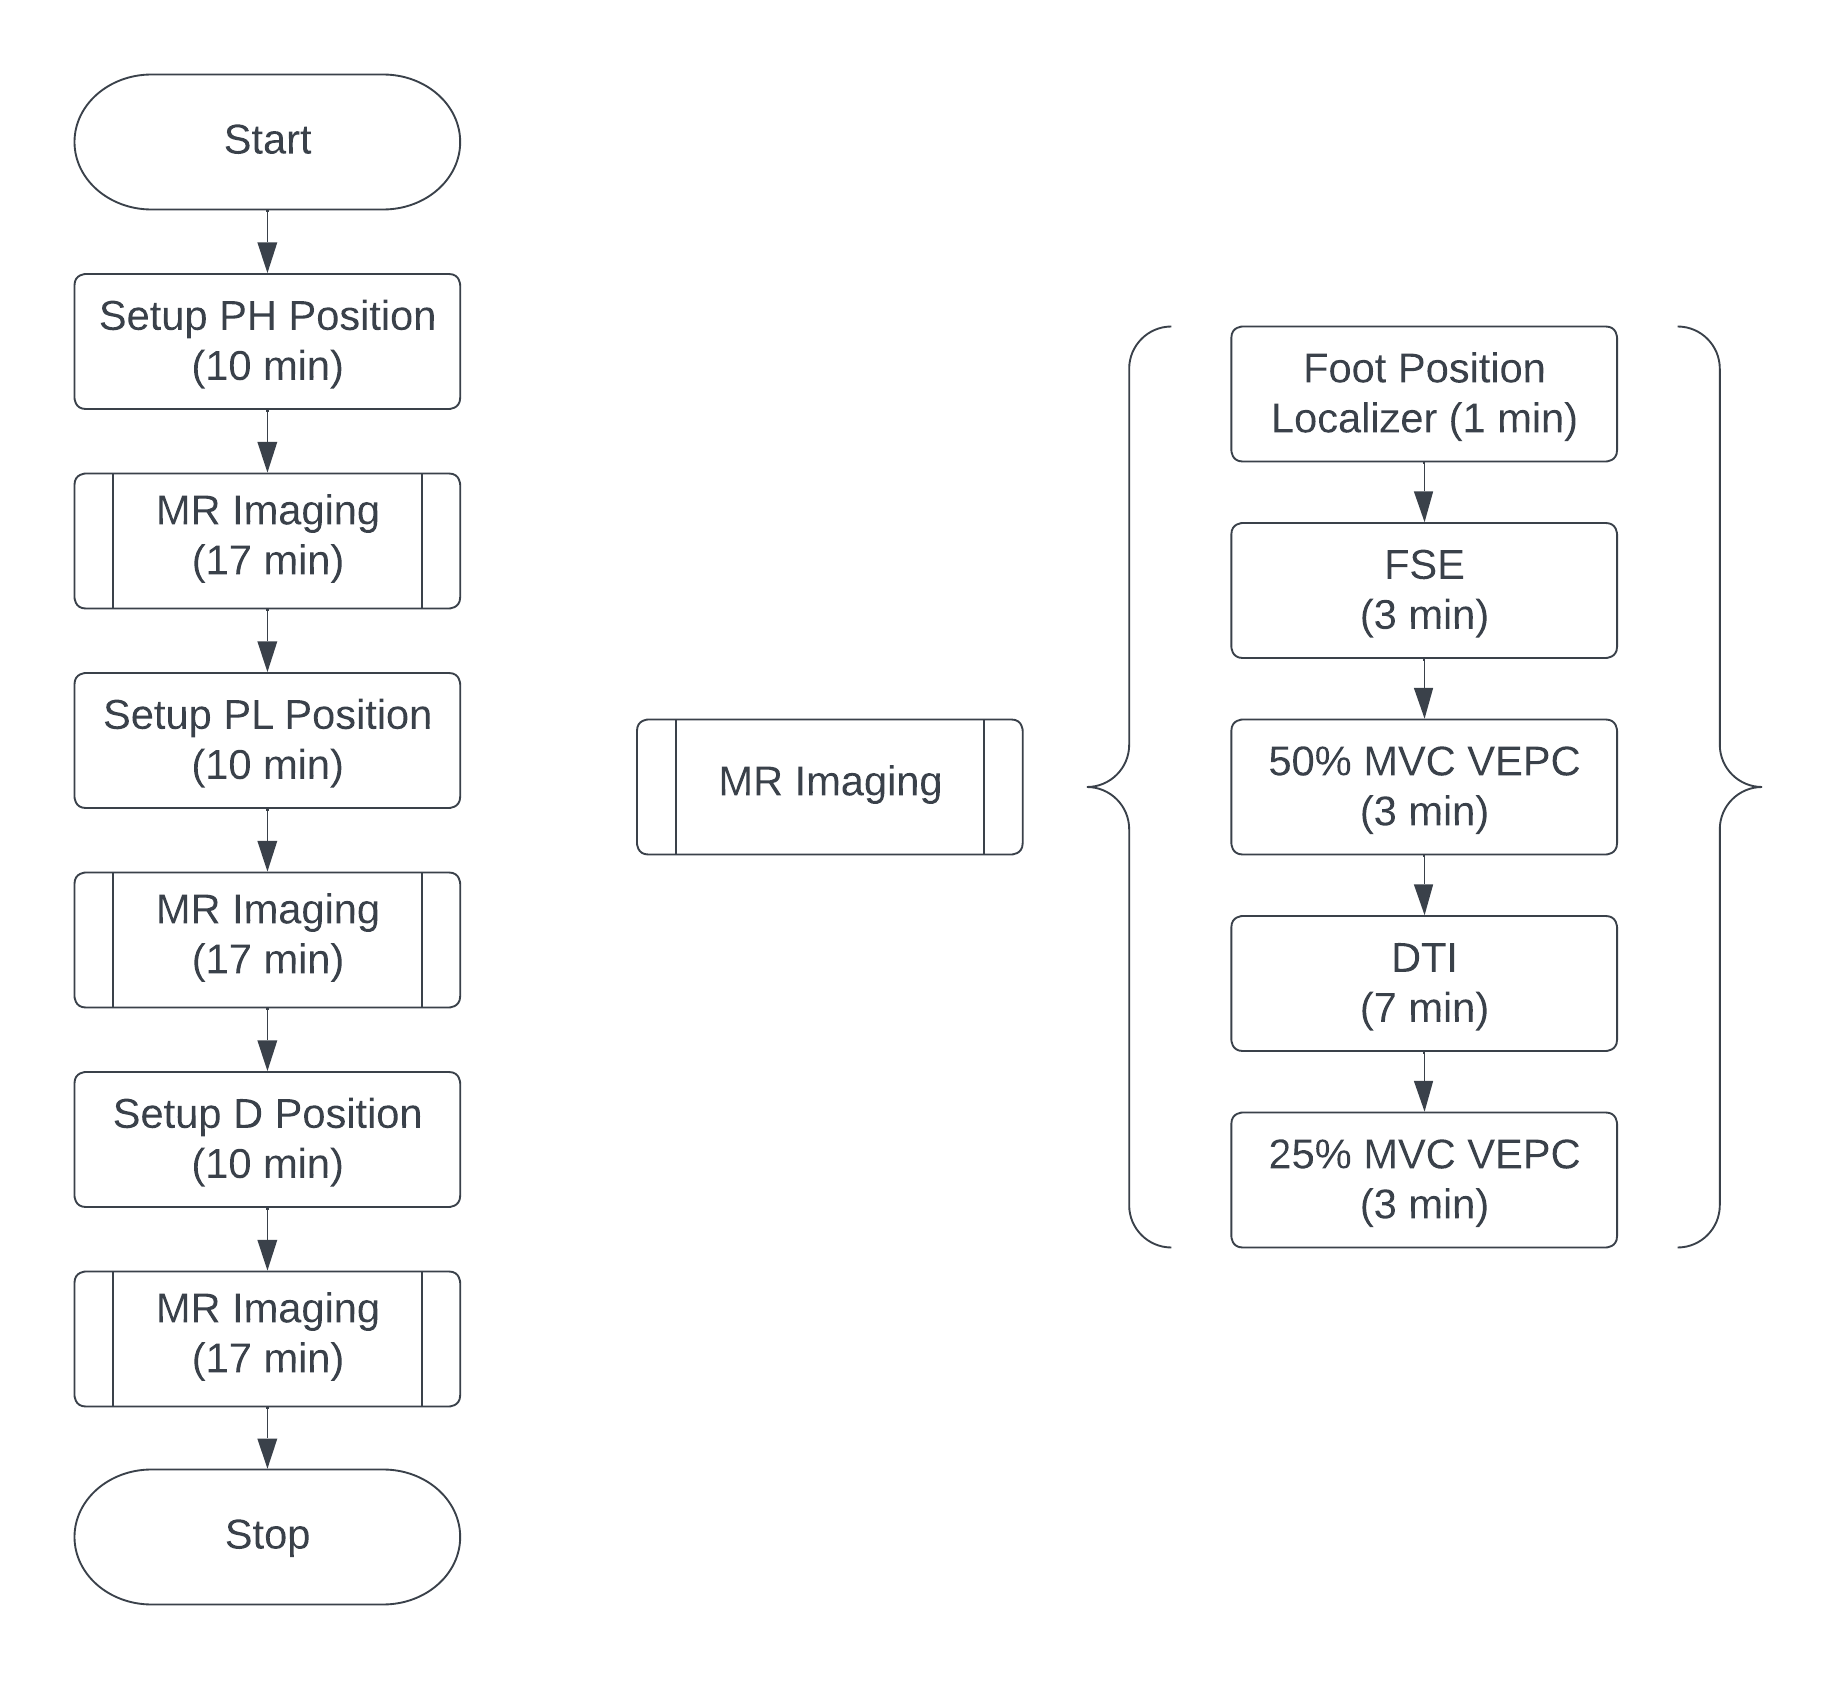 Start
Setup PH Position
(10 min)
MR Imaging
(17 min)
Setup PL Position
(10 min)
MR Imaging
(17 min)
Setup D Position
(10 min)
MR Imaging
(17 min)
Stop
MR Imaging
Foot Position
Localizer (1 min)
FSE
(3 min)
50% MVC VEPC
(3 min)
DTI
(7 min)
25% MVC VEPC
(3 min)